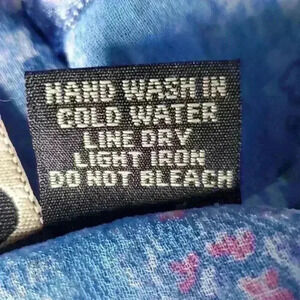 HAND WASH IN
COLD WATER
LINE DRY
LIGHT IRON
DO NOT BLEACH